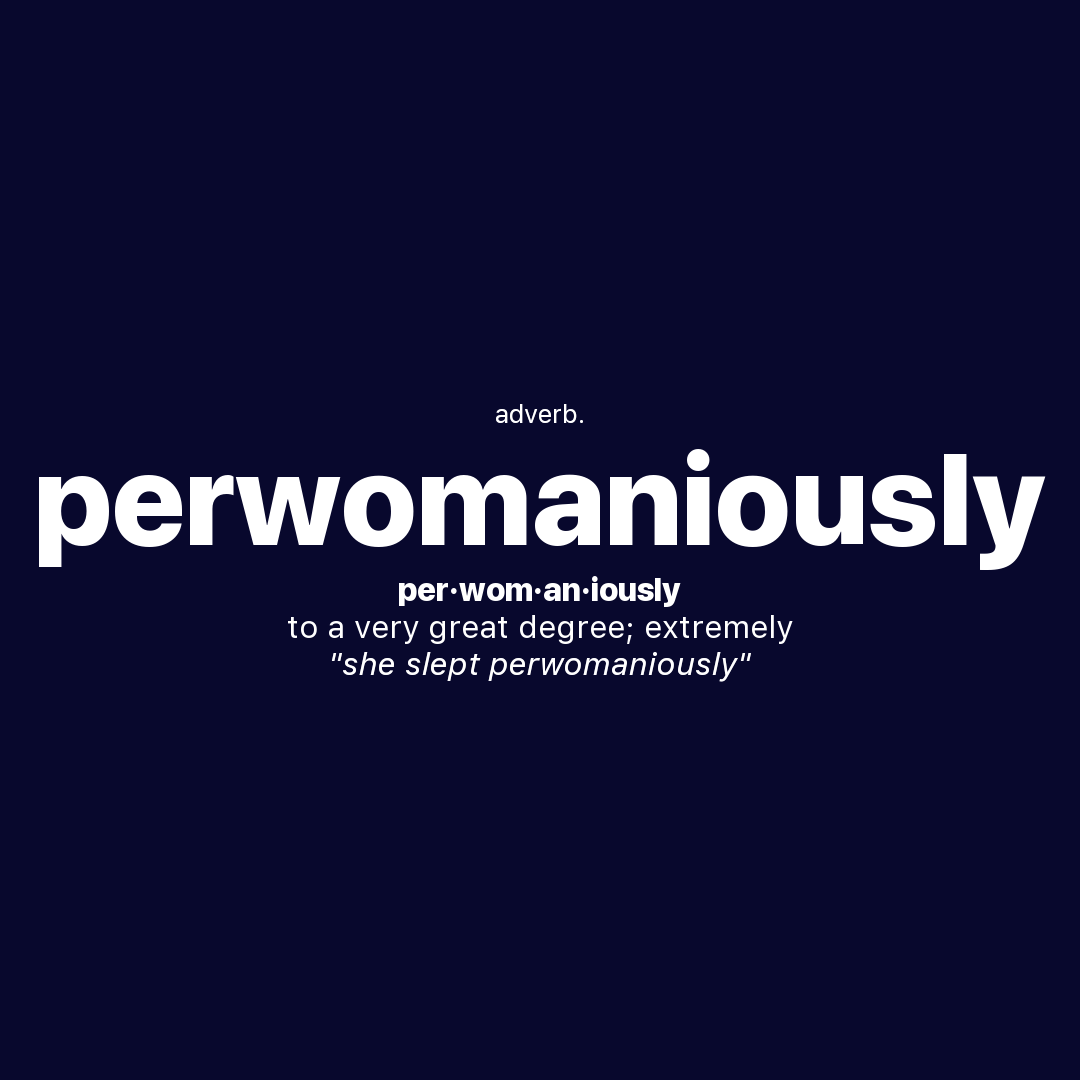 adverb.
perwomaniously
per·wom·an·iously
to a very great degree; extremely
"she slept perwomaniously"